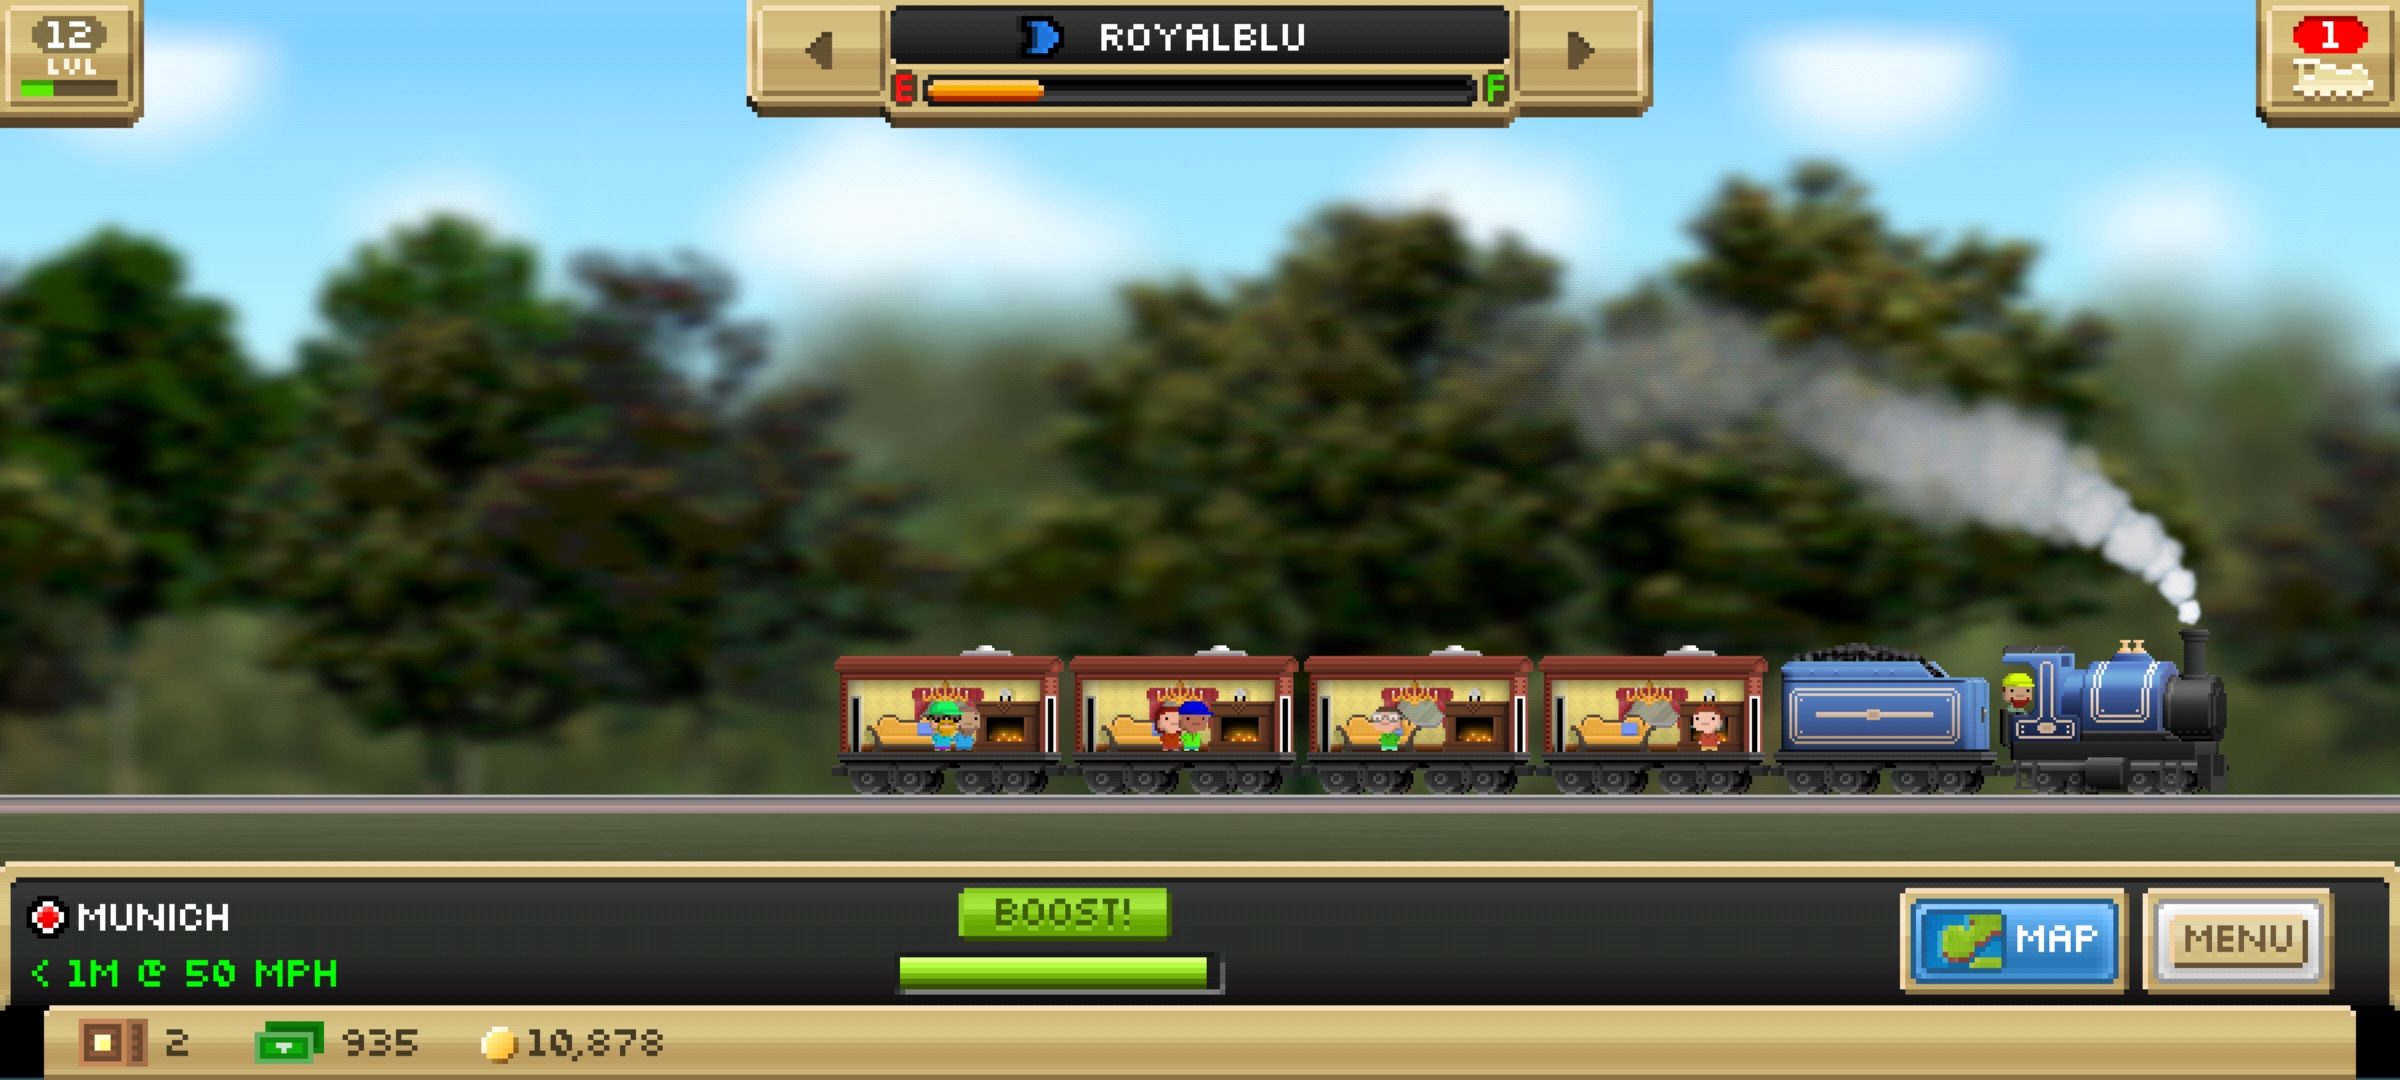 12
LVL
ROYALBLU
E F
1
MUNICH
< 1M @ 50 MPH
BOOST!
MAP
MENU
2
935
10,878